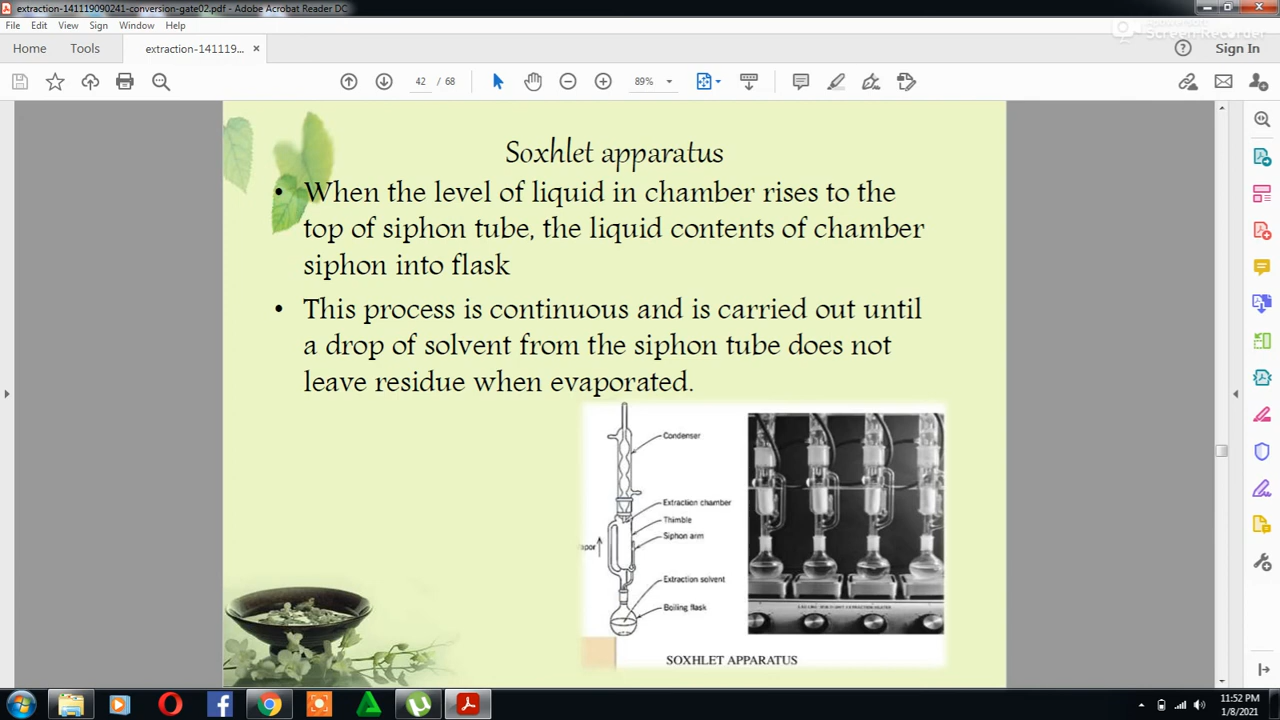 extraction-141119090241-conversion-gate02.pdf - Adobe Acrobat Reader DC
File Edit View Sign Window Help
Screen Recorder
Home Tools extraction-141119... × Sign In
42 / 68 89%
Soxhlet apparatus
• When the level of liquid in chamber rises to the
top of siphon tube, the liquid contents of chamber
siphon into flask
• This process is continuous and is carried out until
a drop of solvent from the siphon tube does not
leave residue when evaporated.
Condenser
Extraction chamber
Thimble
Siphon arm
apor
Extraction solvent
Boiling flask
SOXHLET APPARATUS
11:52 PM
1/8/2021